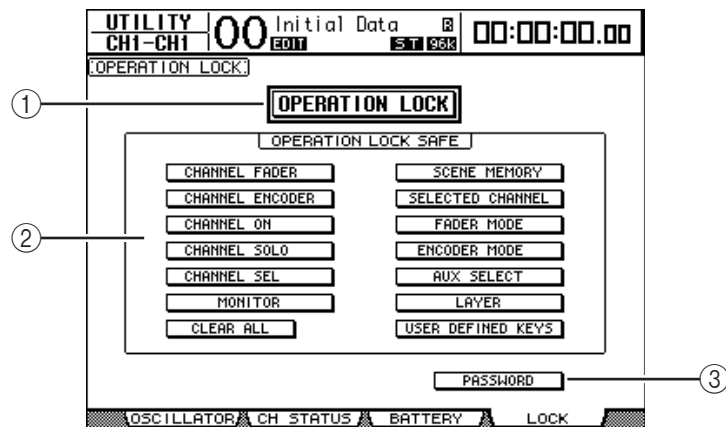 UTILITY
CH1-CH1
00
Initial Data
R
EDIT
ST
96k
00:00:00.00
OPERATION LOCK
1
OPERATION LOCK
OPERATION LOCK SAFE
2
CHANNEL FADER
SCENE MEMORY
CHANNEL ENCODER
SELECTED CHANNEL
CHANNEL ON
FADER MODE
CHANNEL SOLO
ENCODER MODE
CHANNEL SEL
AUX SELECT
MONITOR
LAYER
CLEAR ALL
USER DEFINED KEYS
PASSWORD
3
OSCILLATOR
CH STATUS
BATTERY
LOCK